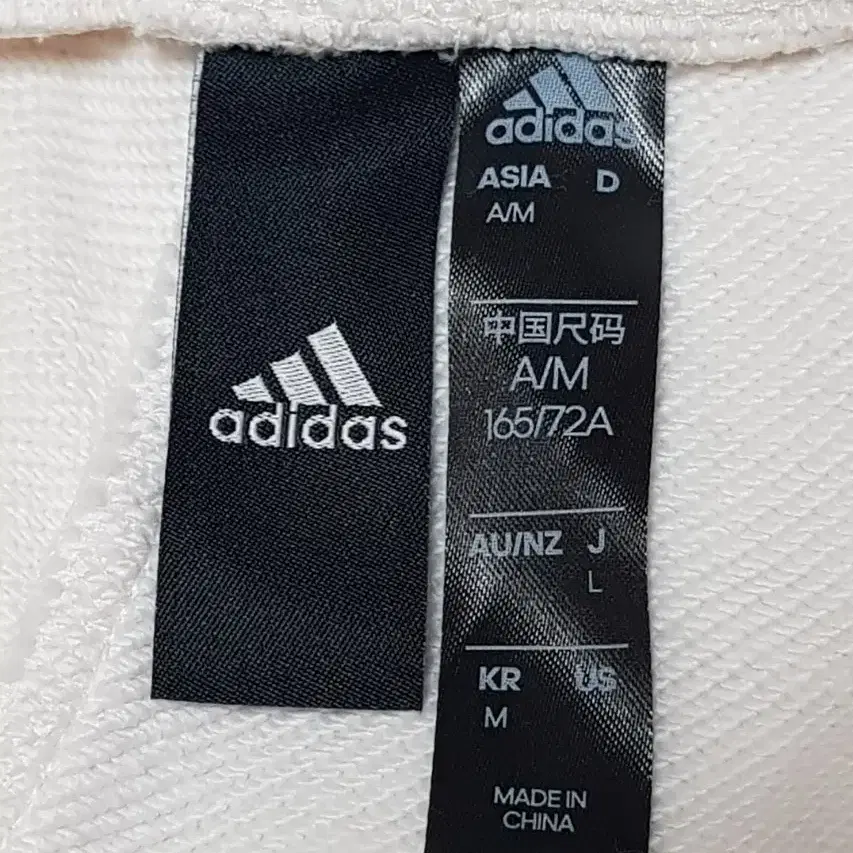 adidas
adidas
ASIA D
A/M
中国尺码
A/M
165/72A
AU/NZ J
L
KR US
M
MADE IN
CHINA